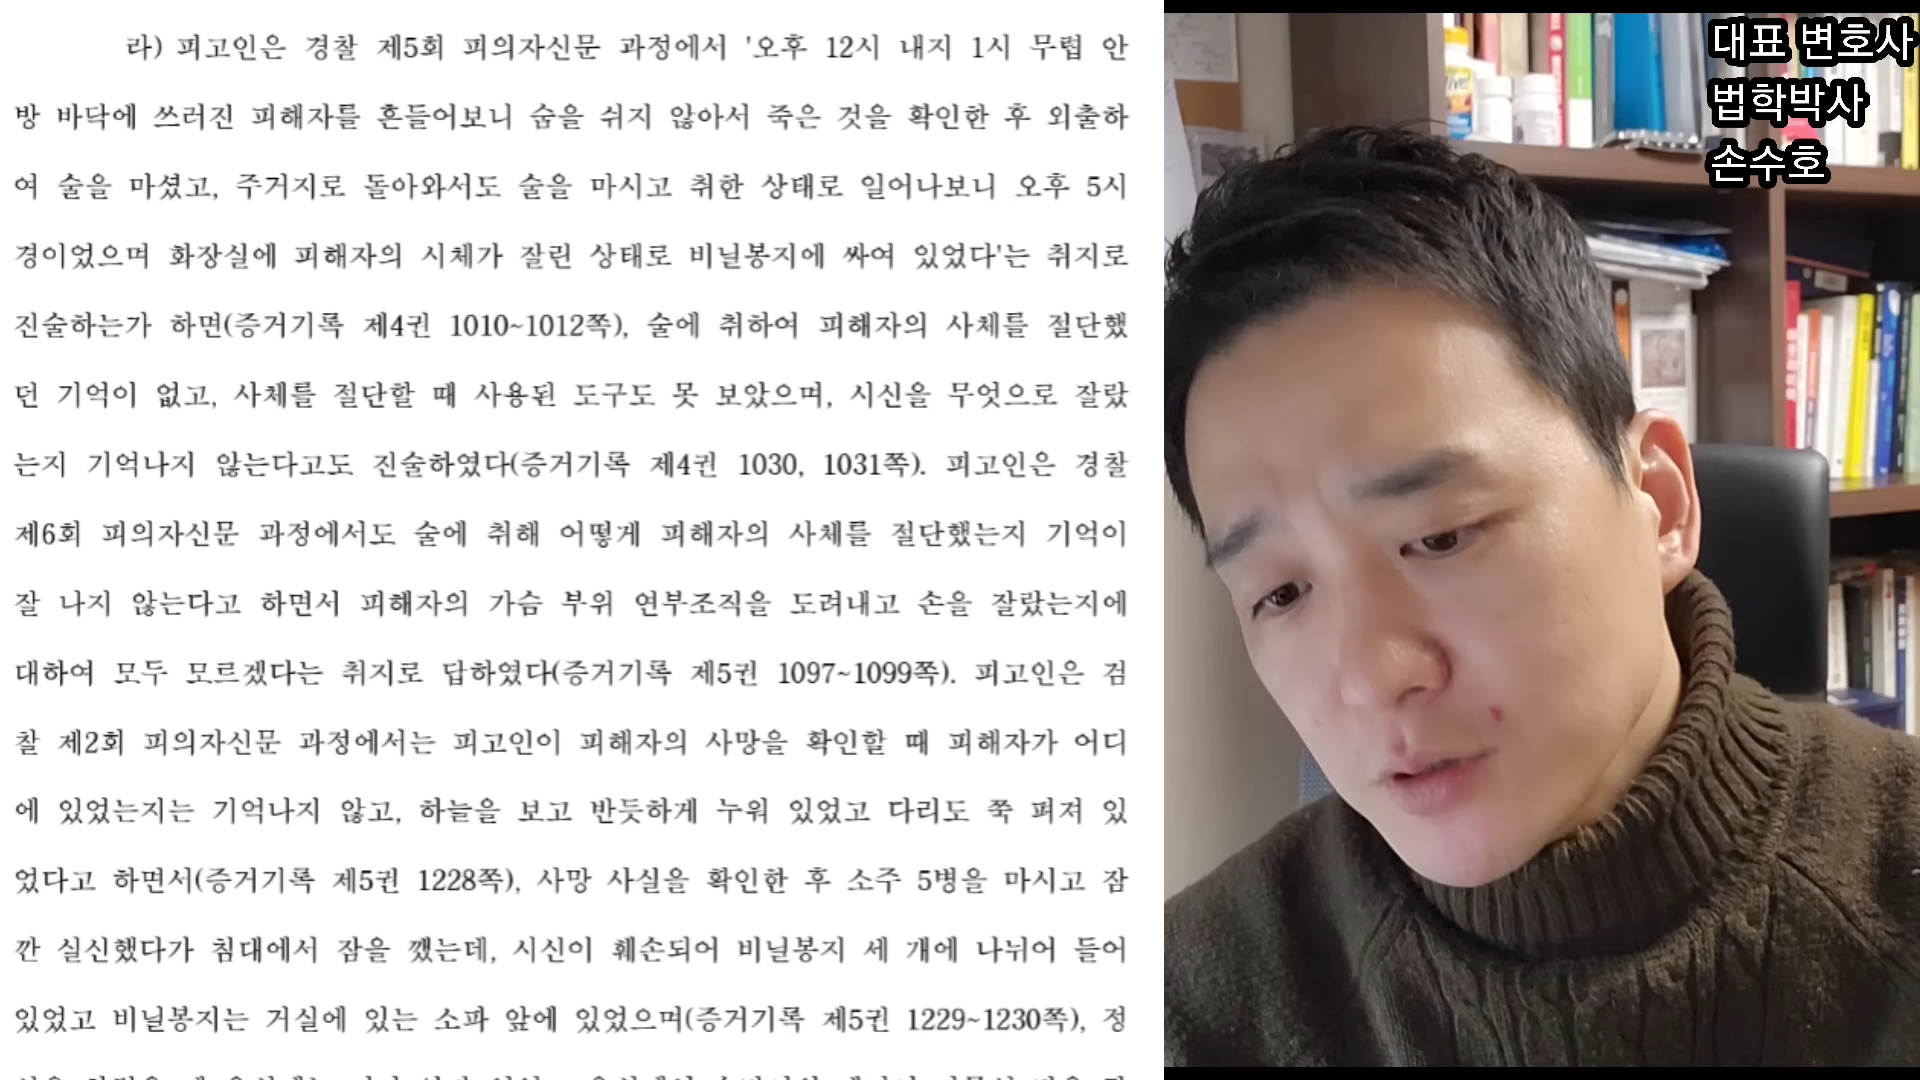 라) 피고인은 경찰 제5회 피의자신문 과정에서 '오후 12시 내지 1시 무렵 안
방 바닥에 쓰러진 피해자를 흔들어보니 숨을 쉬지 않아서 죽은 것을 확인한 후 외출하
여 술을 마셨고, 주거지로 돌아와서도 술을 마시고 취한 상태로 일어나보니 오후 5시
경이었으며 화장실에 피해자의 시체가 잘린 상태로 비닐봉지에 싸여 있었다'는 취지로
진술하는가 하면(증거기록 제4권 1010~1012쪽), 술에 취하여 피해자의 사체를 절단했
던 기억이 없고, 사체를 절단할 때 사용된 도구도 못 보았으며, 시신을 무엇으로 잘랐
는지 기억나지 않는다고도 진술하였다(증거기록 제4권 1030, 1031쪽). 피고인은 경찰
제6회 피의자신문 과정에서도 술에 취해 어떻게 피해자의 사체를 절단했는지 기억이
잘 나지 않는다고 하면서 피해자의 가슴 부위 연부조직을 도려내고 손을 잘랐는지에
대하여 모두 모르겠다는 취지로 답하였다(증거기록 제5권 1097~1099쪽). 피고인은 검
찰 제2회 피의자신문 과정에서는 피고인이 피해자의 사망을 확인할 때 피해자가 어디
에 있었는지는 기억나지 않고, 하늘을 보고 반듯하게 누워 있었고 다리도 쭉 펴져 있
었다고 하면서(증거기록 제5권 1228쪽), 사망 사실을 확인한 후 소주 5병을 마시고 잠
깐 실신했다가 침대에서 잠을 깼는데, 시신이 훼손되어 비닐봉지 세 개에 나뉘어 들어
있었고 비닐봉지는 거실에 있는 소파 앞에 있었으며(증거기록 제5권 1229~1230쪽), 정
대표 변호사
법학박사
손수호